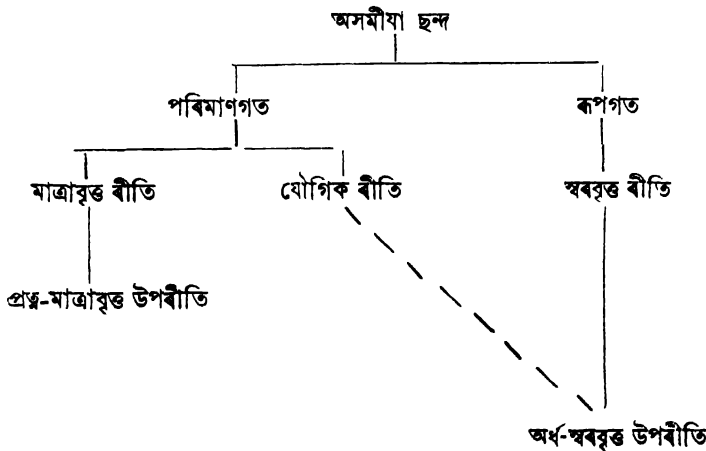 অসমীযা ছন্দ
পৰিমাণগত
ৰূপগত
মাত্ৰাবৃত্ত ৰীতি
যৌগিক ৰীতি
স্বৰবৃত্ত ৰীতি
প্ৰত্ন-মাত্ৰাবৃত্ত উপৰীতি
অৰ্ধ-স্বৰবৃত্ত উপৰীতি